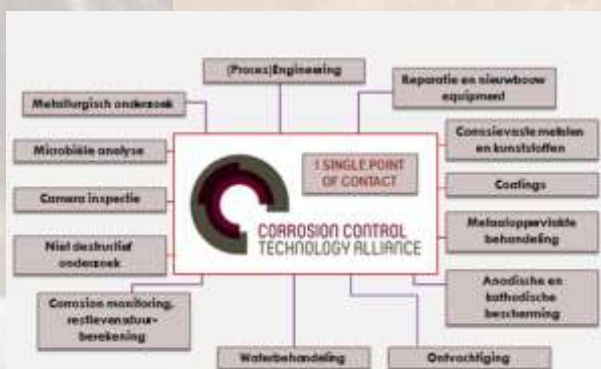 (Proces)Engineering
Reparatie en nieuwbouw
equipment
Metallurgisch onderzoek
Corrosievaste metalen
en kunststoffen
Microbiële analyse
1 SINGLE POINT
OF CONTACT
Coatings
Camera inspectie
CORROSION CONTROL
TECHNOLOGY ALLIANCE
Metaaloppervlakte
behandeling
Niet destructief
onderzoek
Anodische en
kathodische
bescherming
Corrosion monitoring,
restlevensduur-
berekening
Waterbehandeling
Ontvochtiging